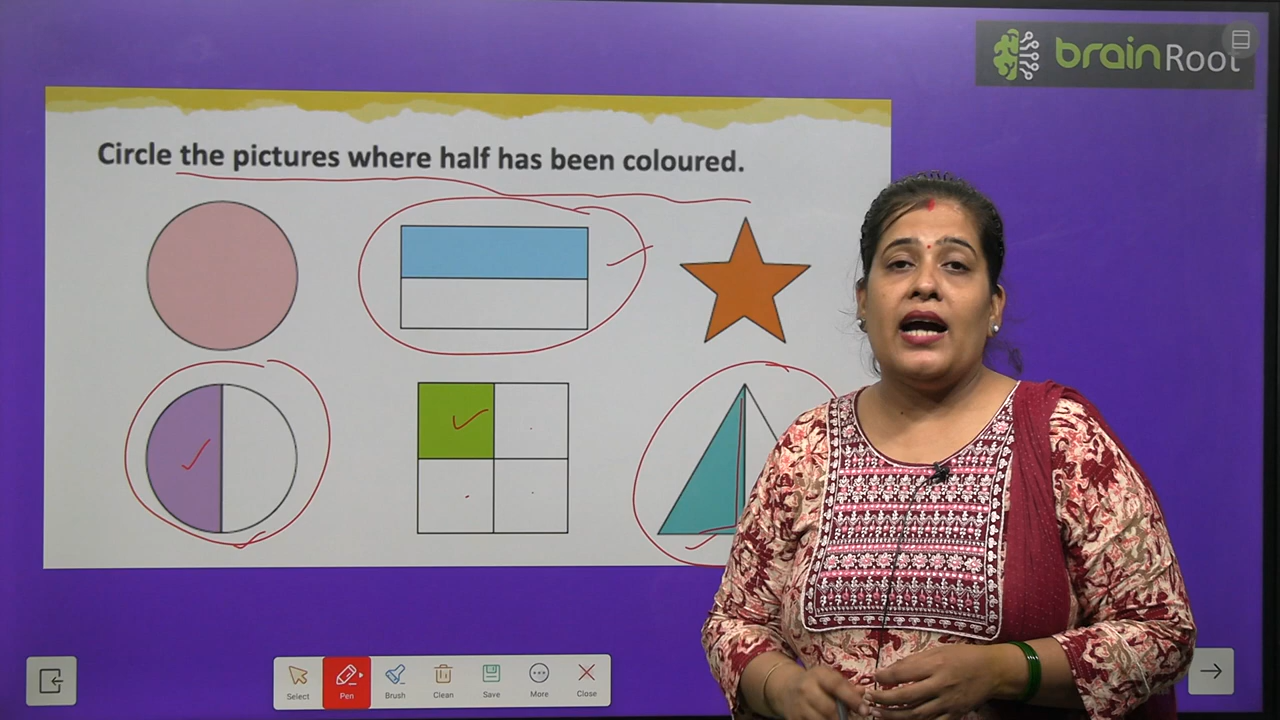 brainRoot
Circle the pictures where half has been coloured.
Select Pen Brush Clean Save More Close